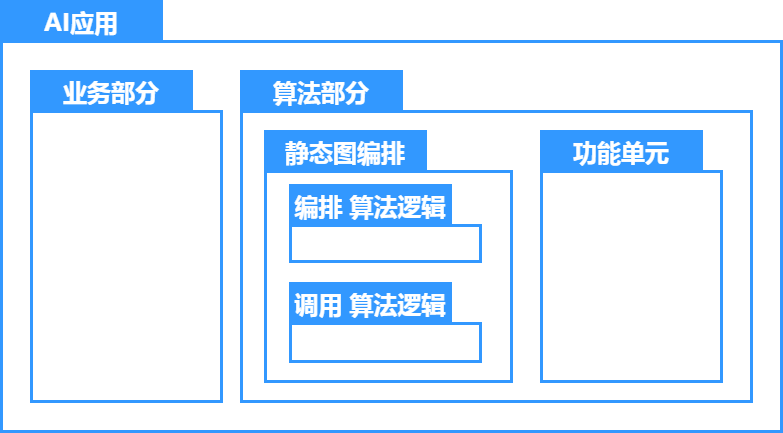 AI应用
业务部分
算法部分
静态图编排
功能单元
编排 算法逻辑
调用 算法逻辑